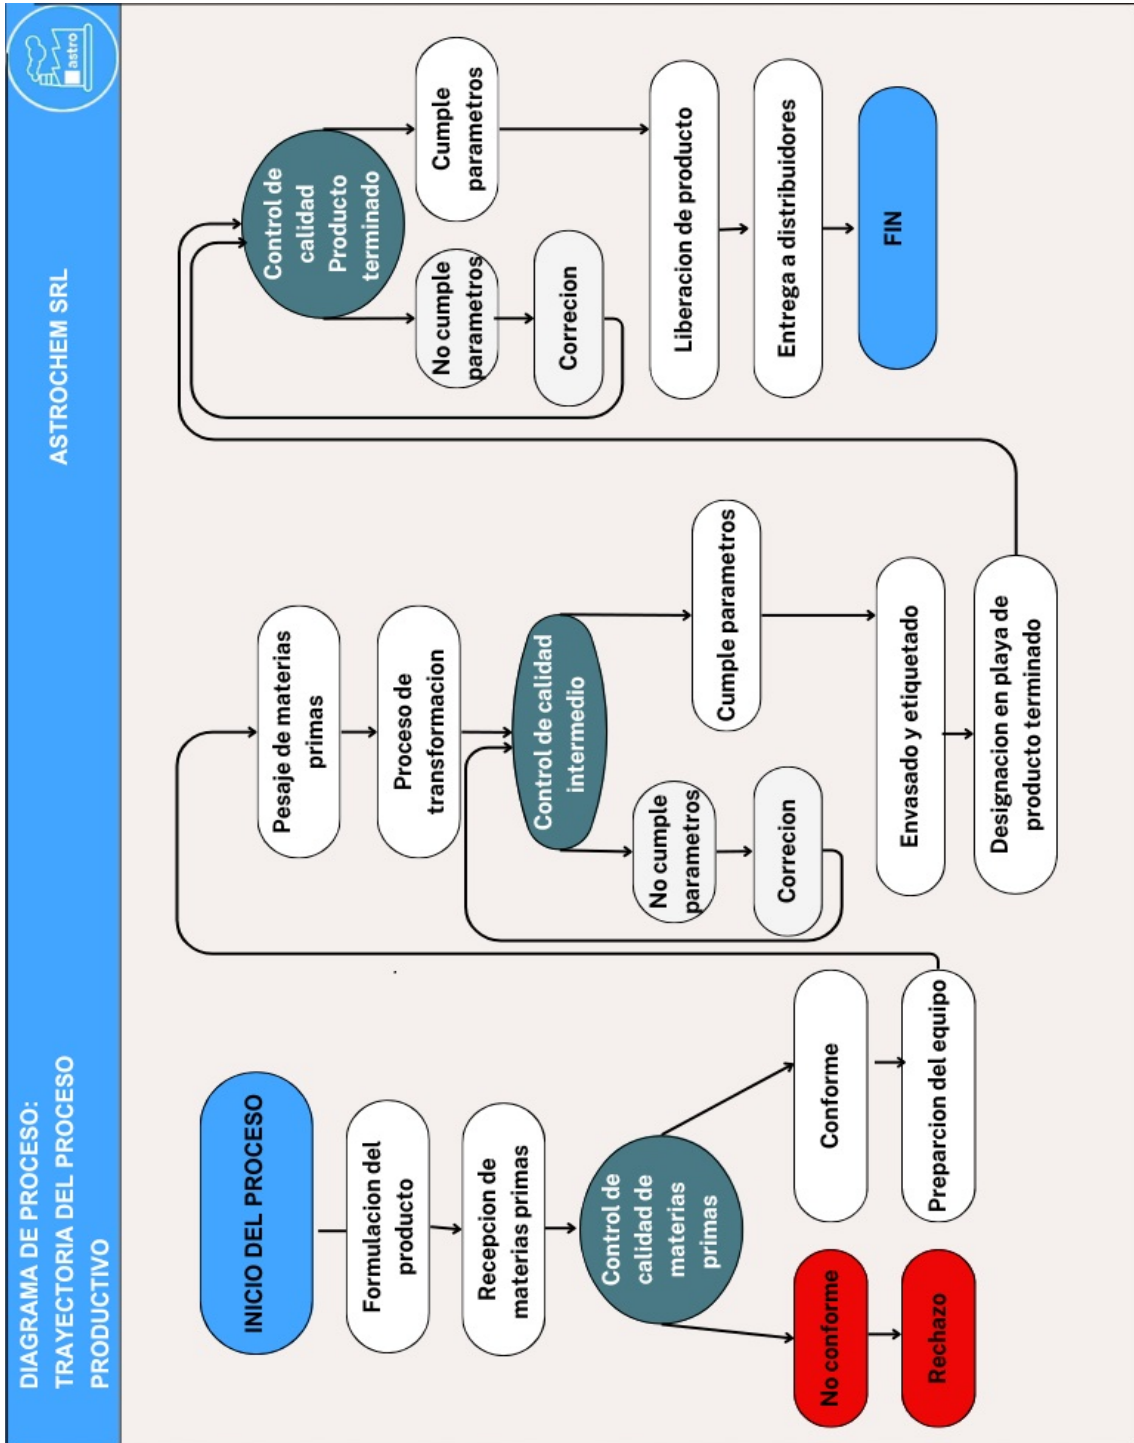 DIAGRAMA DE PROCESO:
TRAYECTORIA DEL PROCESO
PRODUCTIVO
ASTROCHEM SRL
astro
INICIO DEL PROCESO
Formulacion del
producto
Recepcion de
materias primas
Control de
calidad de
materias
primas
No conforme
Rechazo
Conforme
Preparcion del equipo
Pesaje de materias
primas
Proceso de
transformacion
Control de calidad
intermedio
No cumple
parametros
Correcion
Cumple parametros
Envasado y etiquetado
Designacion en playa de
producto terminado
Control de
calidad
Producto
terminado
No cumple
parametros
Correcion
Cumple
parametros
Liberacion de producto
Entrega a distribuidores
FIN